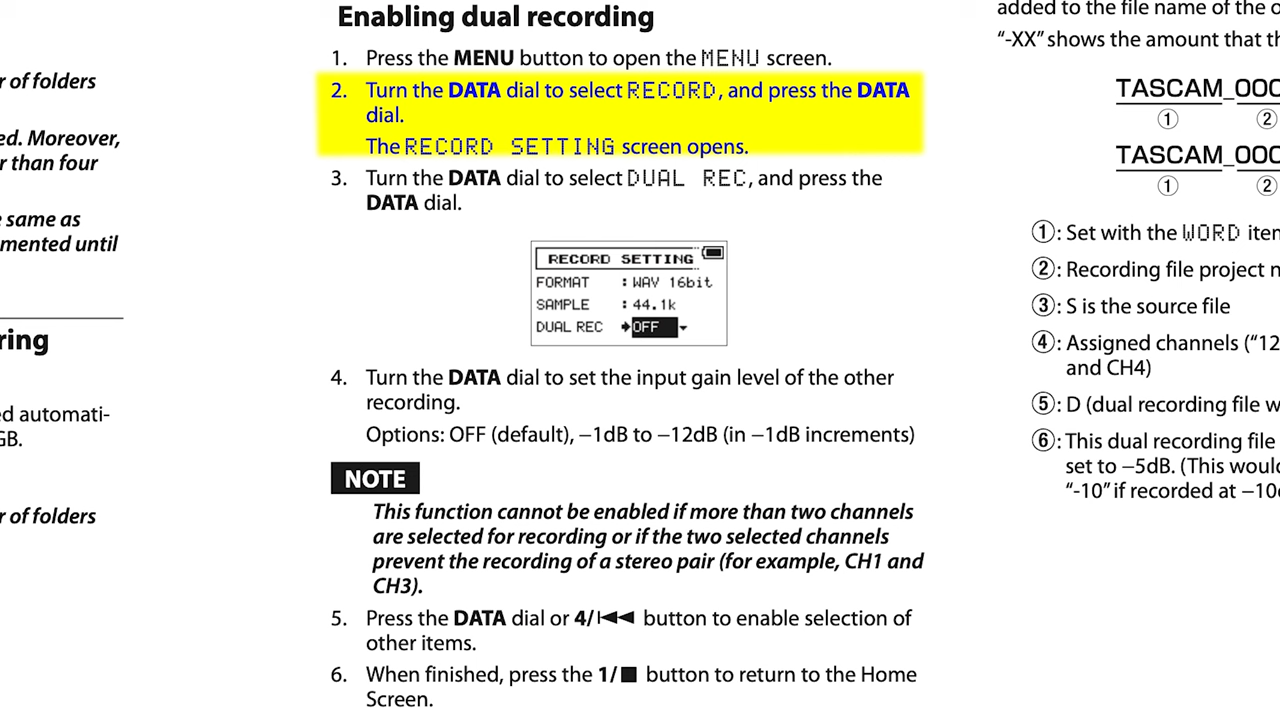 r of folders
ed. Moreover,
r than four
e same as
mented until
ring
ed automati-
GB.
r of folders
Enabling dual recording
1. Press the MENU button to open the MENU screen.
2. Turn the DATA dial to select RECORD, and press the DATA
dial.
The RECORD SETTING screen opens.
3. Turn the DATA dial to select DUAL REC, and press the
DATA dial.
RECORD SETTING
FORMAT :WAV 16bit
SAMPLE :44.1k
DUAL REC OFF
4. Turn the DATA dial to set the input gain level of the other
recording.
Options: OFF (default), −1dB to −12dB (in −1dB increments)
NOTE
This function cannot be enabled if more than two channels
are selected for recording or if the two selected channels
prevent the recording of a stereo pair (for example, CH1 and
CH3).
5. Press the DATA dial or 4/⏮ button to enable selection of
other items.
6. When finished, press the 1/■ button to return to the Home
Screen.
added to the file name of the o
“-XX” shows the amount that th
TASCAM_000
① ②
TASCAM_000
① ②
①: Set with the WORD iten
②: Recording file project n
③: S is the source file
④: Assigned channels (“12
and CH4)
⑤: D (dual recording file w
⑥: This dual recording file
set to −5dB. (This would
“-10” if recorded at −10d